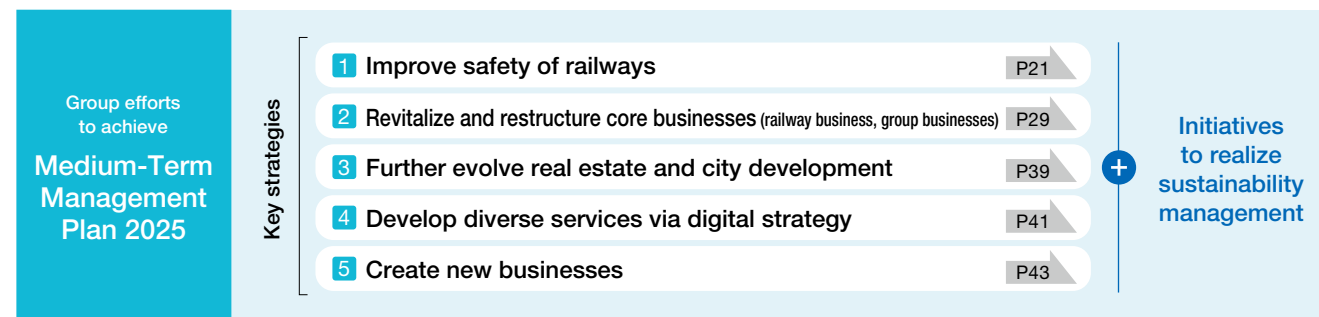 Group efforts
to achieve
Medium-Term
Management
Plan 2025
Key strategies
1 Improve safety of railways P21
2 Revitalize and restructure core businesses (railway business, group businesses) P29
3 Further evolve real estate and city development P39
4 Develop diverse services via digital strategy P41
5 Create new businesses P43
+
Initiatives
to realize
sustainability
management